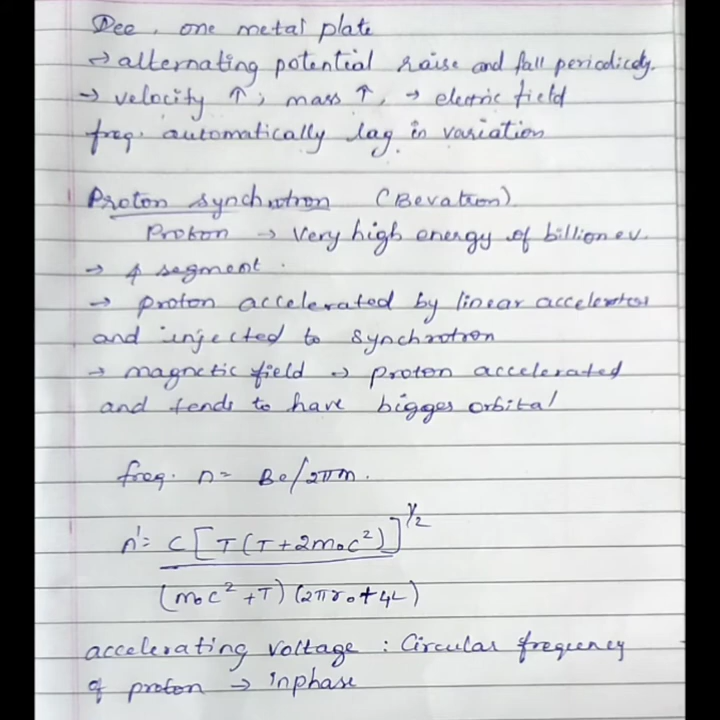 Dee, one metal plate
→ alternating potential raise and fall periodicdy.
→ velocity ↑; mass ↑, → electric field
freq. automatically lag in variation
Proton synchrotron (Bevatron)
Proton → Very high energy of billion ev.
→ 4 segment.
→ proton accelerated by linear accelerators
and injected to synchrotron
→ magnetic field → proton accelerated
and tends to have bigger orbital
freq. n = Be/2πm.
n' = C[T(T+2m₀c²)]^1/2
(m₀c² + T) (2πr₀ + 4L)
accelerating voltage : Circular frequency
of proton → Inphase